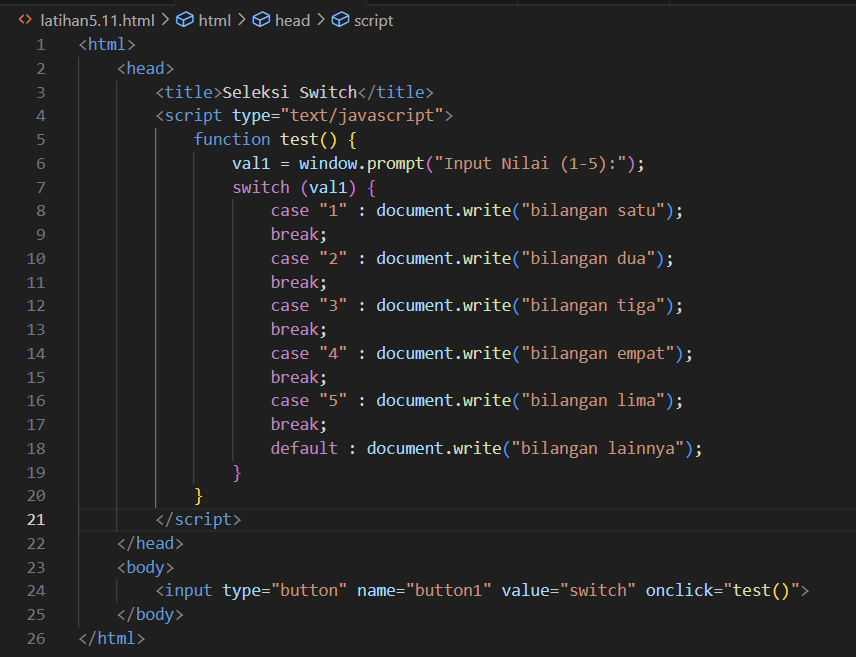 <> latihan5.11.html > html > head > script
1 <html>
2 <head>
3 <title>Seleksi Switch</title>
4 <script type="text/javascript">
5 function test() {
6 val1 = window.prompt("Input Nilai (1-5):");
7 switch (val1) {
8 case "1" : document.write("bilangan satu");
9 break;
10 case "2" : document.write("bilangan dua");
11 break;
12 case "3" : document.write("bilangan tiga");
13 break;
14 case "4" : document.write("bilangan empat");
15 break;
16 case "5" : document.write("bilangan lima");
17 break;
18 default : document.write("bilangan lainnya");
19 }
20 }
21 </script>
22 </head>
23 <body>
24 <input type="button" name="button1" value="switch" onclick="test()">
25 </body>
26 </html>